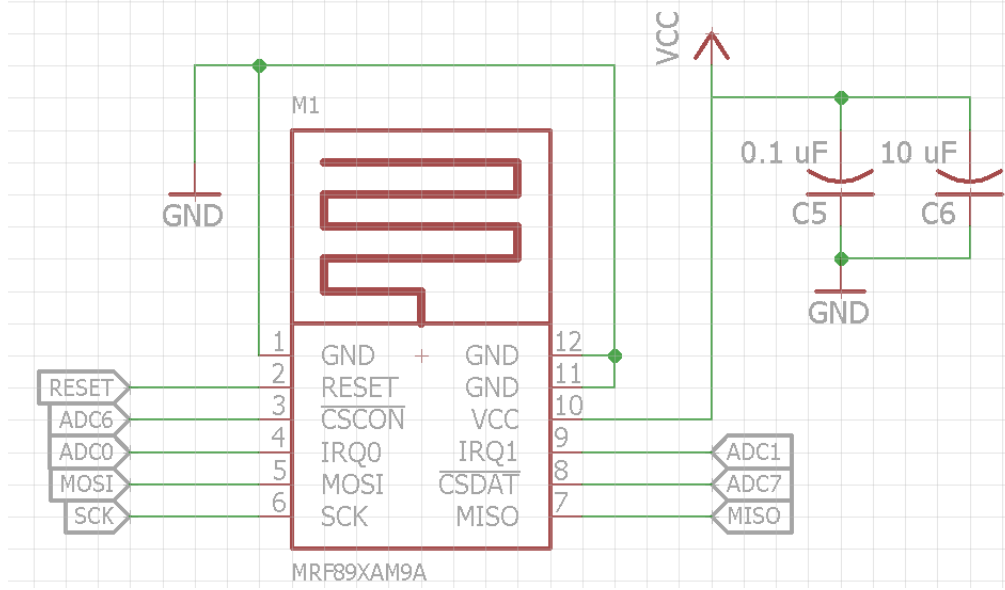 VCC
M1
0.1 uF
10 uF
GND
C5
C6
GND
1
GND
GND
12
RESET
2
RESET
GND
11
ADC6
3
CSCON
VCC
10
ADC0
4
IRQ0
IRQ1
9
ADC1
MOSI
5
MOSI
CSDAT
8
ADC7
SCK
6
SCK
MISO
7
MISO
MRF89XAM9A